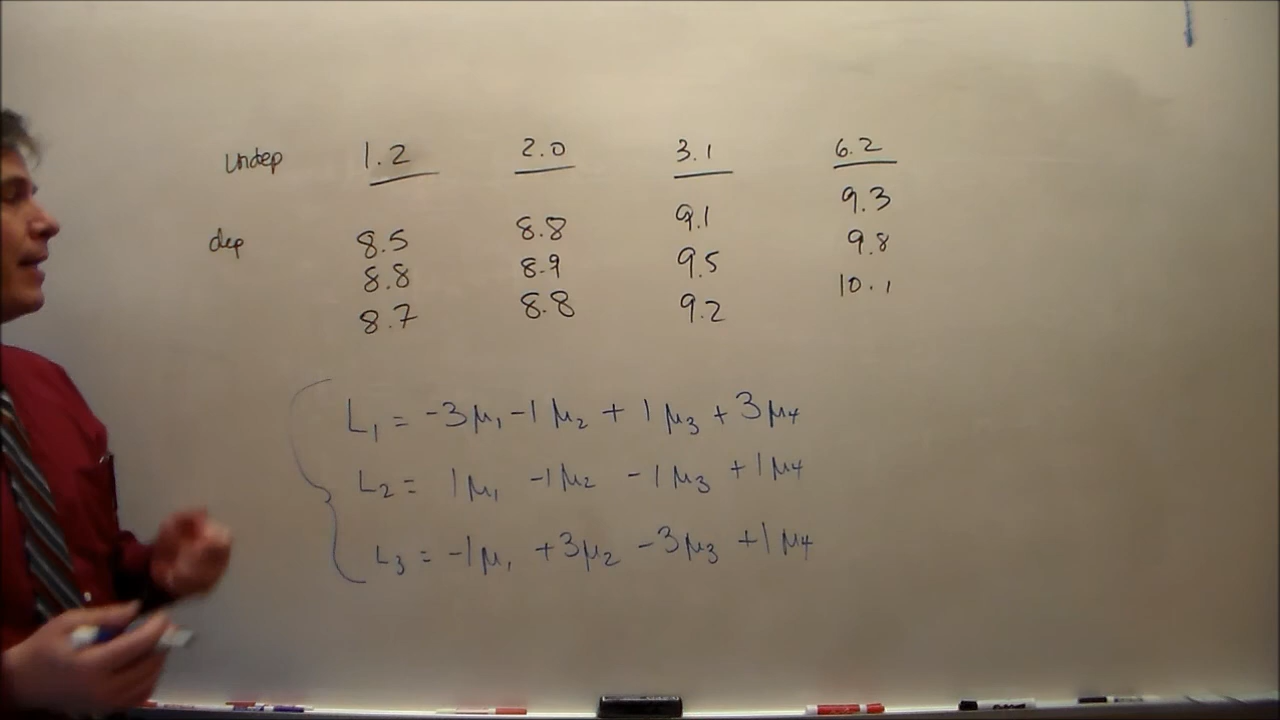 undep 1.2 2.0 3.1 6.2
dep 8.5 8.8 9.1 9.3
8.8 8.9 9.5 9.8
8.7 8.8 9.2 10.1
L₁ = -3μ₁ -1μ₂ + 1μ₃ + 3μ₄
L₂ = 1μ₁ -1μ₂ -1μ₃ +1μ₄
L₃ = -1μ₁ +3μ₂ -3μ₃ +1μ₄